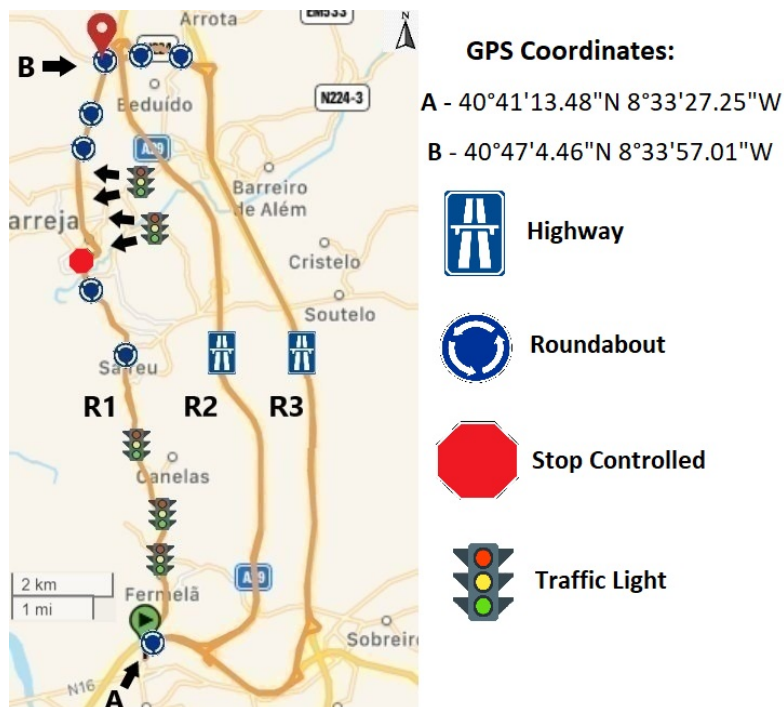 Arrota
EM533
N
B
N224
Beduído
N224-3
A29
Barreiro
de Além
arreja
Cristelo
Soutelo
Salreu
R1
R2
R3
Canelas
2 km
1 mi
A29
Fermelã
Sobreiro
N16
A
GPS Coordinates:
A - 40°41'13.48"N 8°33'27.25"W
B - 40°47'4.46"N 8°33'57.01"W
Highway
Roundabout
Stop Controlled
Traffic Light